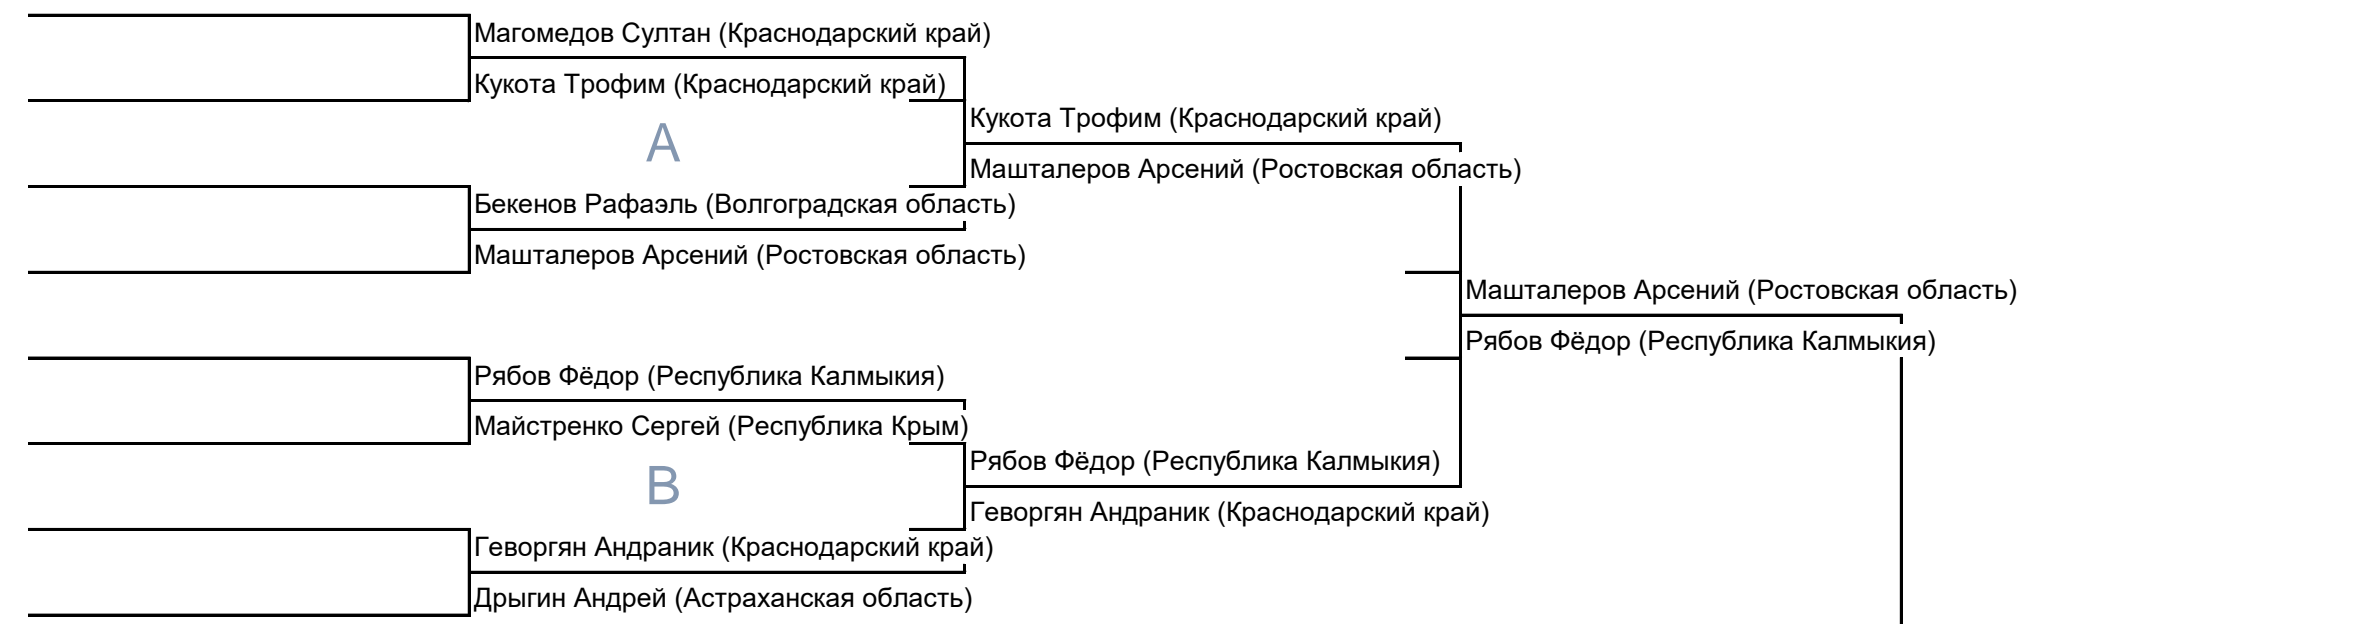 Магомедов Султан (Краснодарский край)
Кукота Трофим (Краснодарский край)
Кукота Трофим (Краснодарский край)
A
Машталеров Арсений (Ростовская область)
Бекенов Рафаэль (Волгоградская область)
Машталеров Арсений (Ростовская область)
Машталеров Арсений (Ростовская область)
Рябов Фёдор (Республика Калмыкия)
Рябов Фёдор (Республика Калмыкия)
Майстренко Сергей (Республика Крым)
Рябов Фёдор (Республика Калмыкия)
B
Геворгян Андраник (Краснодарский край)
Геворгян Андраник (Краснодарский край)
Дрыгин Андрей (Астраханская область)